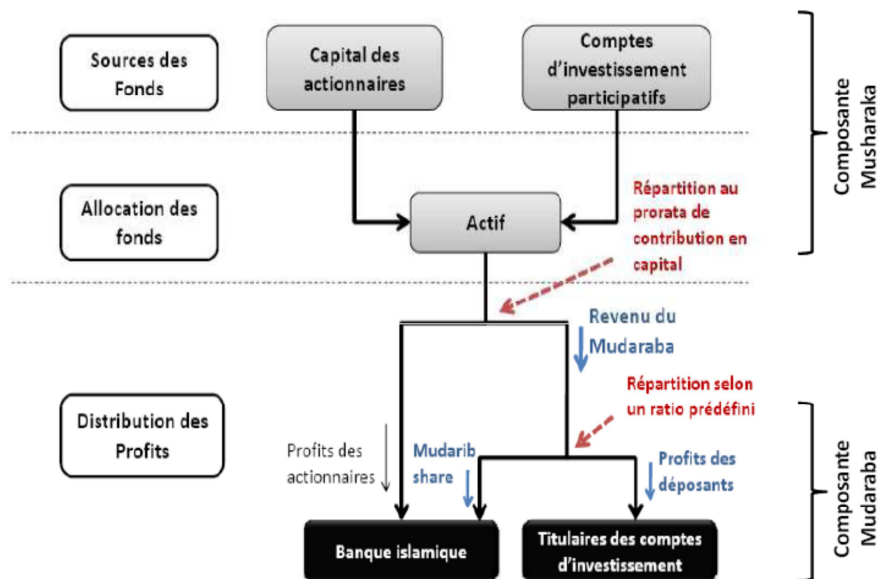 Sources des
Fonds
Capital des
actionnaires
Comptes
d'investissement
participatifs
Composante
Musharaka
Allocation des
fonds
Actif
Répartition au
prorata de
contribution en
capital
Revenu du
Mudaraba
Répartition selon
un ratio prédéfini
Distribution des
Profits
Profits des
actionnaires
Mudarib
share
Profits des
déposants
Composante
Mudaraba
Banque islamique
Titulaires des comptes
d'investissement